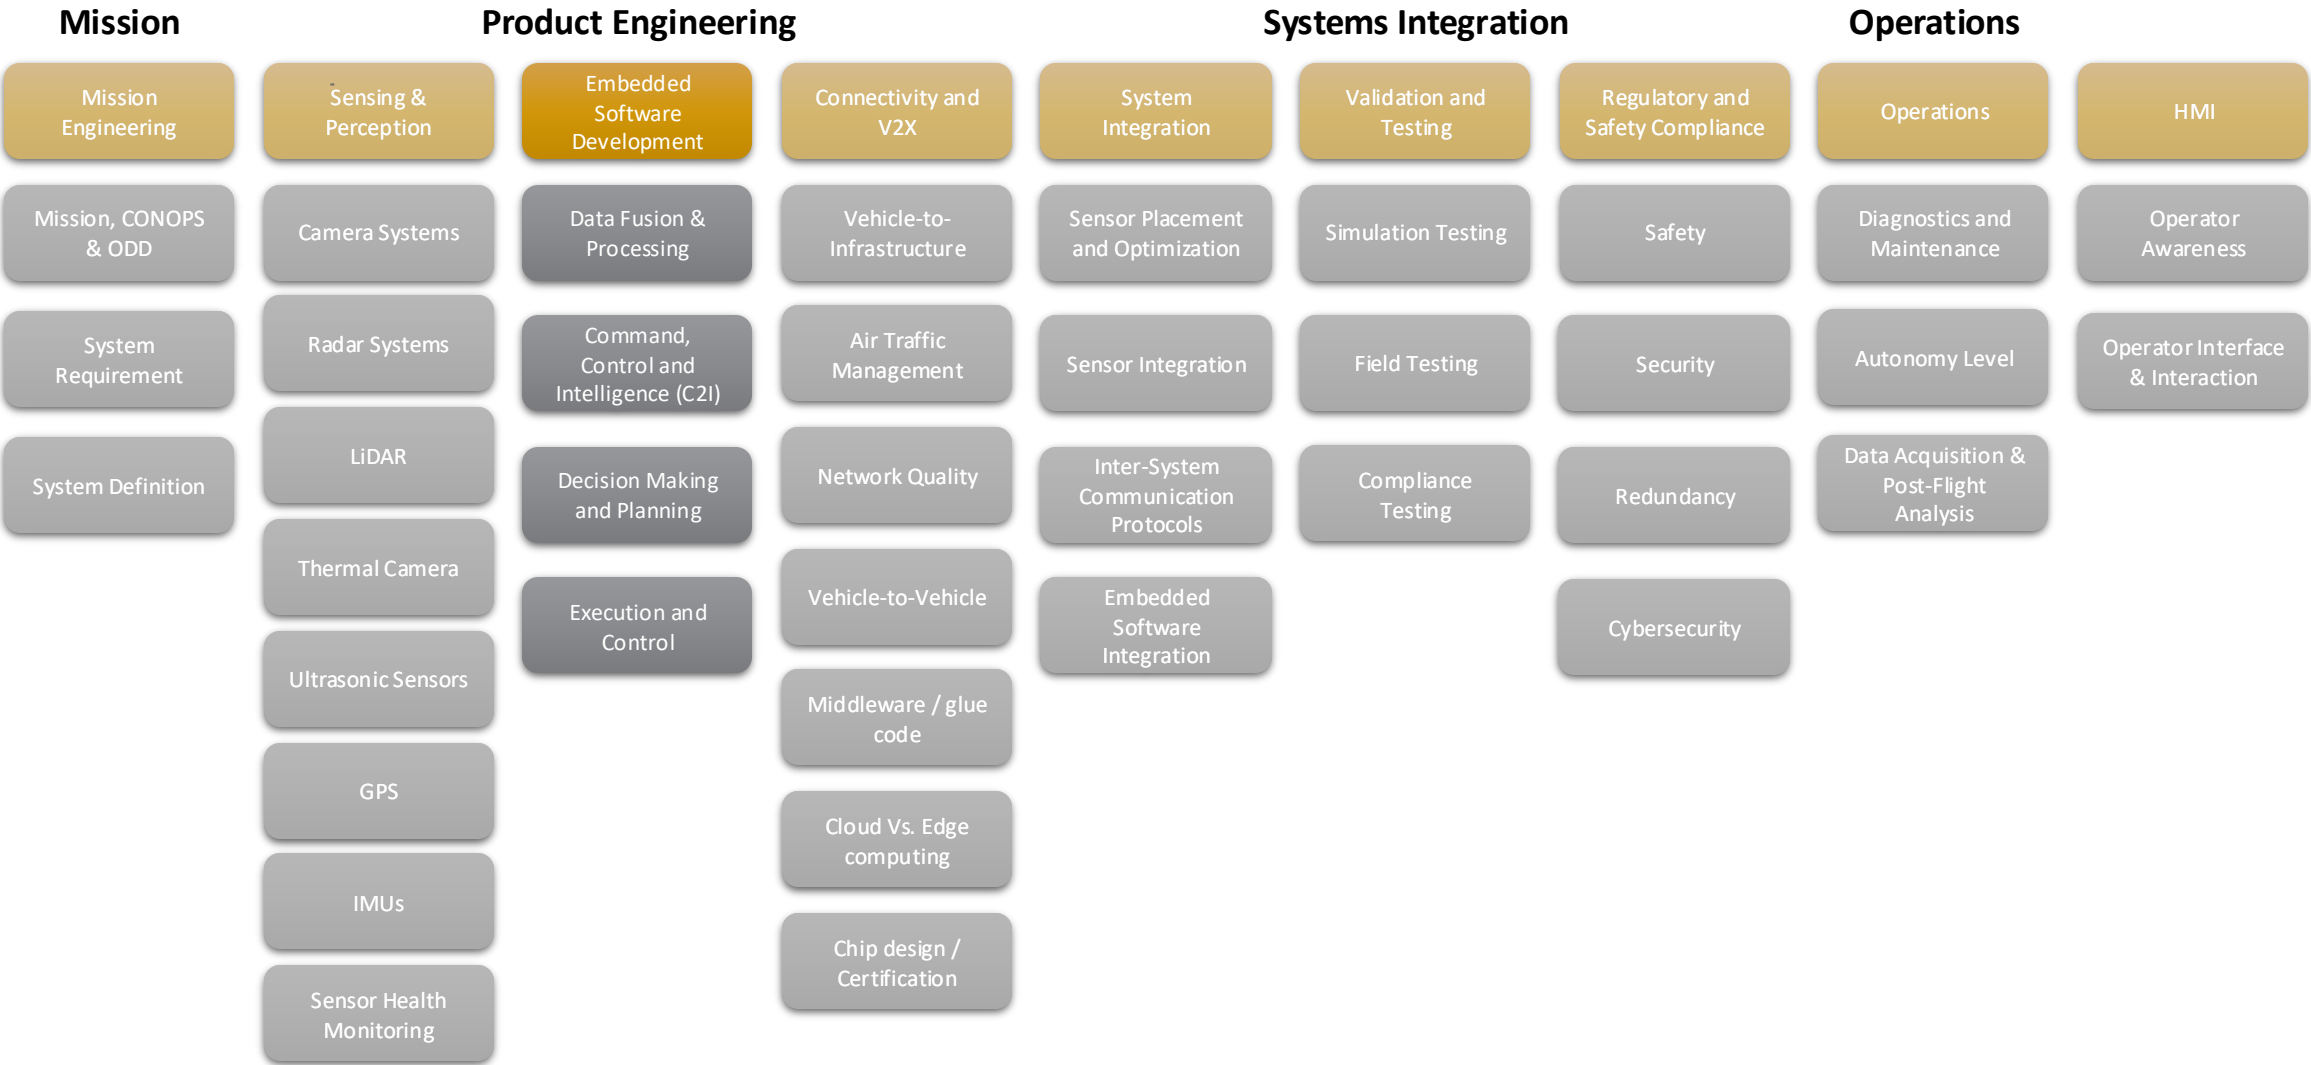 Mission
Product Engineering
Systems Integration
Operations
Mission
Engineering
Mission, CONOPS
& ODD
System
Requirement
System Definition
Sensing &
Perception
Camera Systems
Radar Systems
LiDAR
Thermal Camera
Ultrasonic Sensors
GPS
IMUs
Sensor Health
Monitoring
Embedded
Software
Development
Data Fusion &
Processing
Command,
Control and
Intelligence (C2I)
Decision Making
and Planning
Execution and
Control
Connectivity and
V2X
Vehicle-to-
Infrastructure
Air Traffic
Management
Network Quality
Vehicle-to-Vehicle
Middleware / glue
code
Cloud Vs. Edge
computing
Chip design /
Certification
System
Integration
Sensor Placement
and Optimization
Sensor Integration
Inter-System
Communication
Protocols
Embedded
Software
Integration
Validation and
Testing
Simulation Testing
Field Testing
Compliance
Testing
Regulatory and
Safety Compliance
Safety
Security
Redundancy
Cybersecurity
Operations
Diagnostics and
Maintenance
Autonomy Level
Data Acquisition &
Post-Flight
Analysis
HMI
Operator
Awareness
Operator Interface
& Interaction